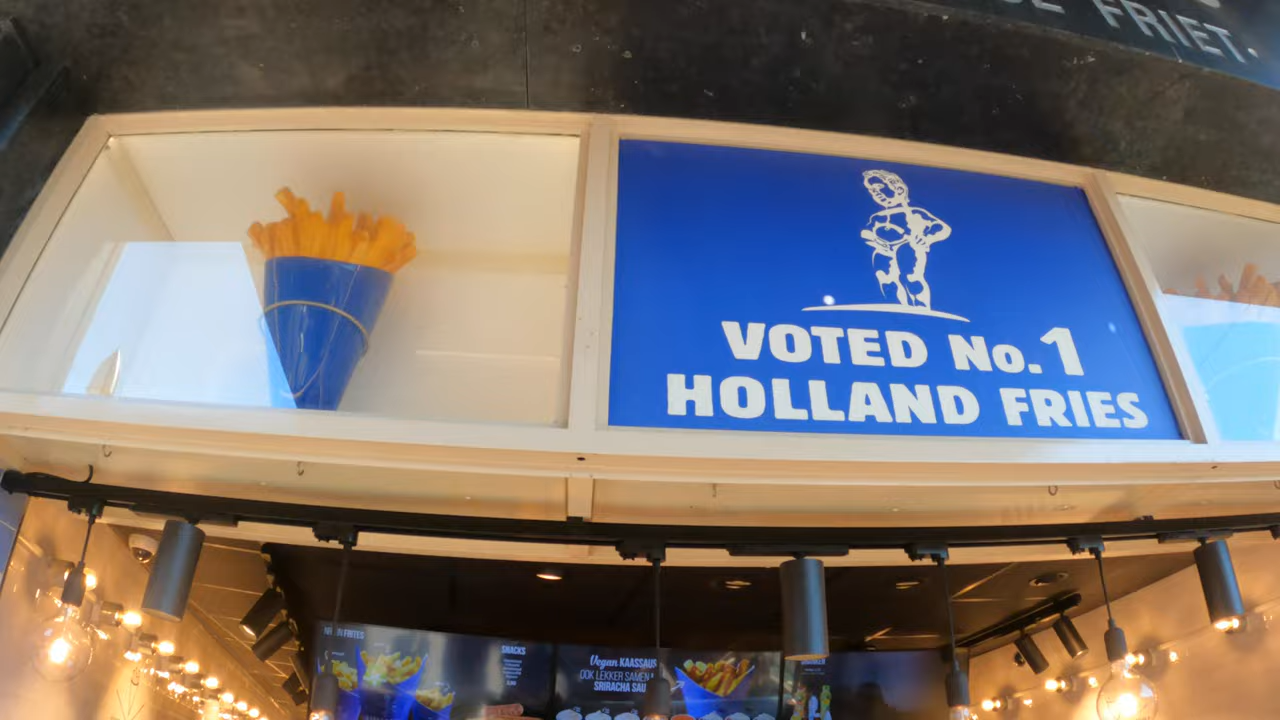 FRIET.
VOTED No.1
HOLLAND FRIES
SNACKS
Vegan KAASSAUS
OOK LEKKER SAMEN
SRIRACHA SAU